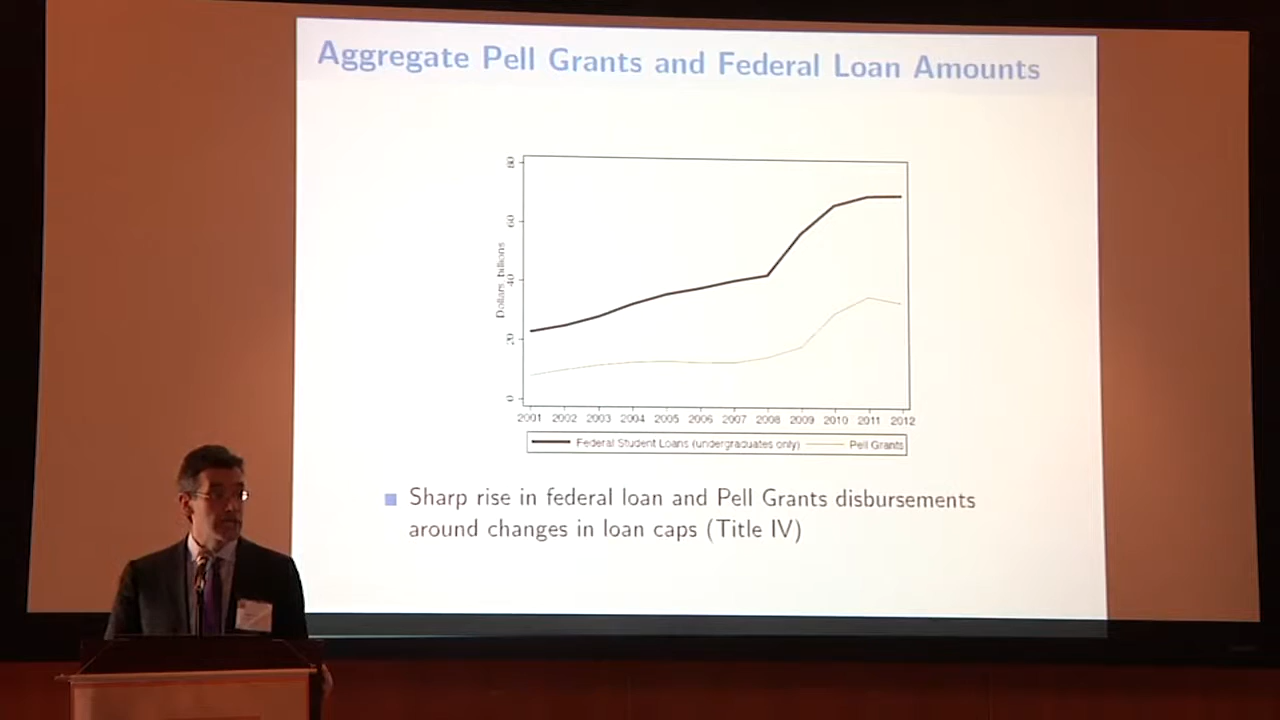 Aggregate Pell Grants and Federal Loan Amounts
80
60
40
20
0
Dollars billions
2001 2002 2003 2004 2005 2006 2007 2008 2009 2010 2011 2012
Federal Student Loans (undergraduates only) Pell Grants
Sharp rise in federal loan and Pell Grants disbursements
around changes in loan caps (Title IV)